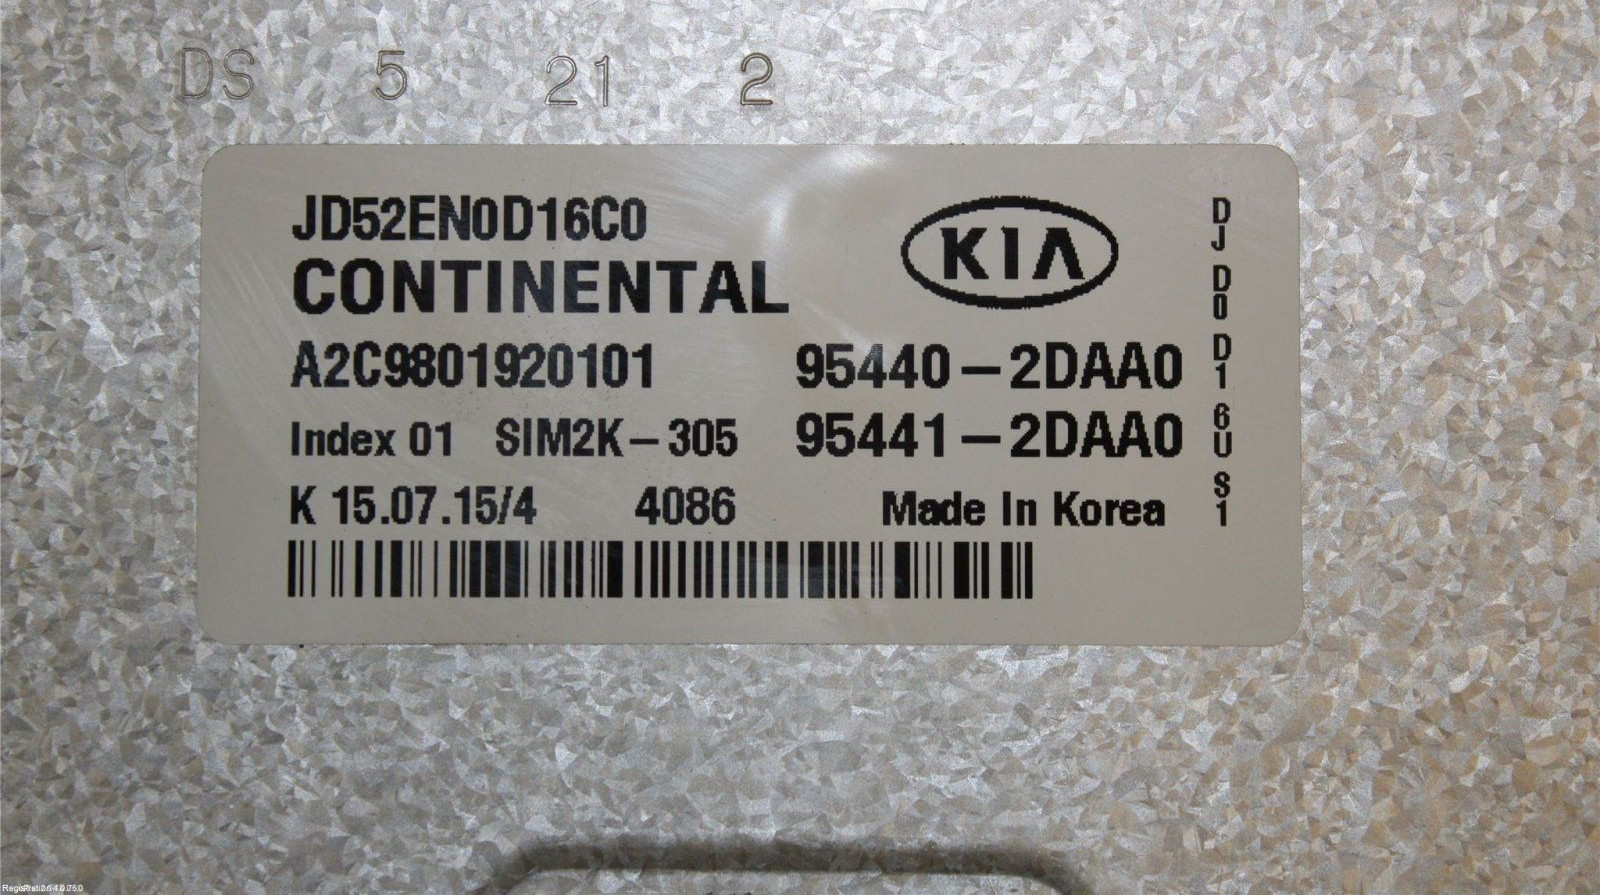 DS 5 21 2
JD52EN0D16C0
KIA
CONTINENTAL
A2C9801920101 95440-2DAA0
Index 01 SIM2K-305 95441-2DAA0
K 15.07.15/4 4086 Made In Korea
DJ D0 D1 6U S1